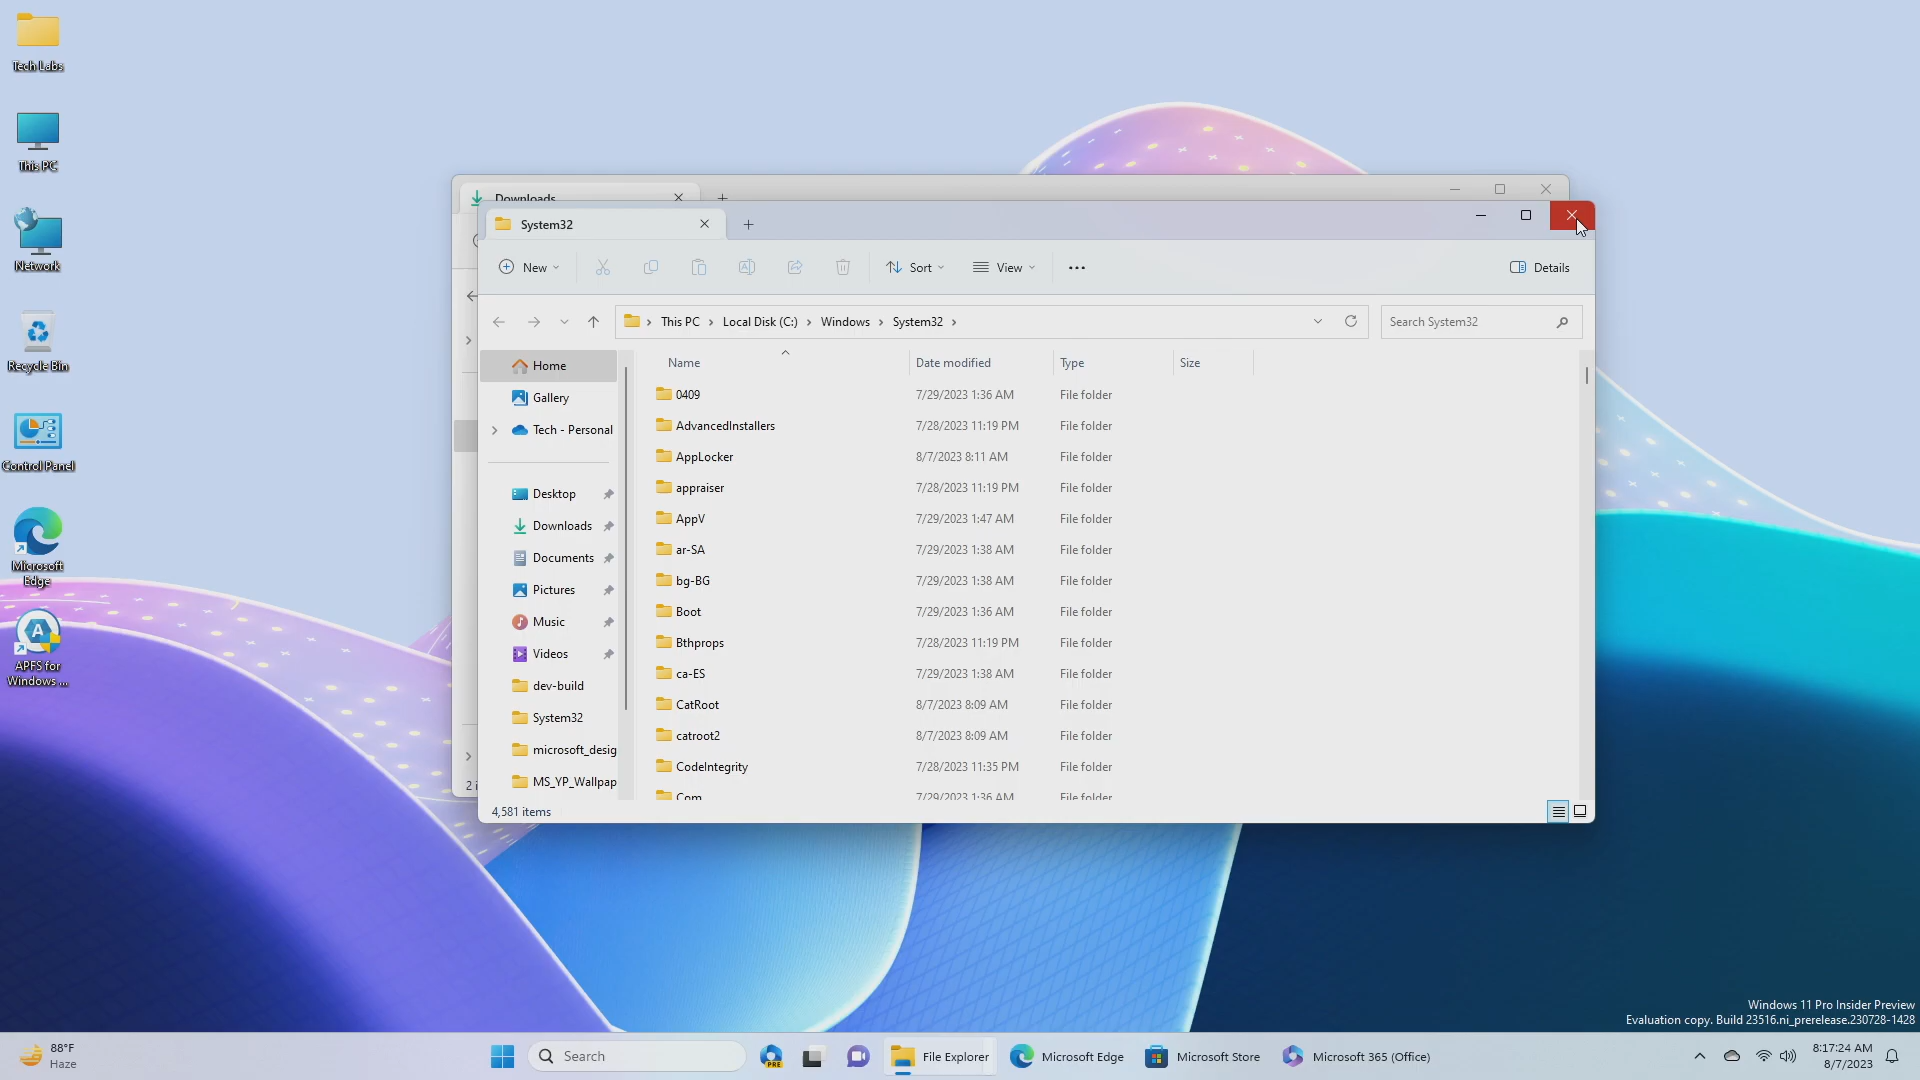 Tech Labs
This PC
Network
Recycle Bin
Control Panel
Microsoft
Edge
APFS for
Windows ...
Downloads
System32
New
Sort
View
Details
This PC
Local Disk (C:)
Windows
System32
Search System32
Home
Gallery
Tech - Personal
Desktop
Downloads
Documents
Pictures
Music
Videos
dev-build
System32
microsoft_desig
MS_YP_Wallpap
Name Date modified Type Size
0409 7/29/2023 1:36 AM File folder
AdvancedInstallers 7/28/2023 11:19 PM File folder
AppLocker 8/7/2023 8:11 AM File folder
appraiser 7/28/2023 11:19 PM File folder
AppV 7/29/2023 1:47 AM File folder
ar-SA 7/29/2023 1:38 AM File folder
bg-BG 7/29/2023 1:38 AM File folder
Boot 7/29/2023 1:36 AM File folder
Bthprops 7/28/2023 11:19 PM File folder
ca-ES 7/29/2023 1:38 AM File folder
CatRoot 8/7/2023 8:09 AM File folder
catroot2 8/7/2023 8:09 AM File folder
CodeIntegrity 7/28/2023 11:35 PM File folder
Com 7/29/2023 1:36 AM File folder
2 i
4,581 items
Windows 11 Pro Insider Preview
Evaluation copy. Build 23516.ni_prerelease.230728-1428
88°F
Haze
Search
PRE
File Explorer
Microsoft Edge
Microsoft Store
Microsoft 365 (Office)
8:17:24 AM
8/7/2023